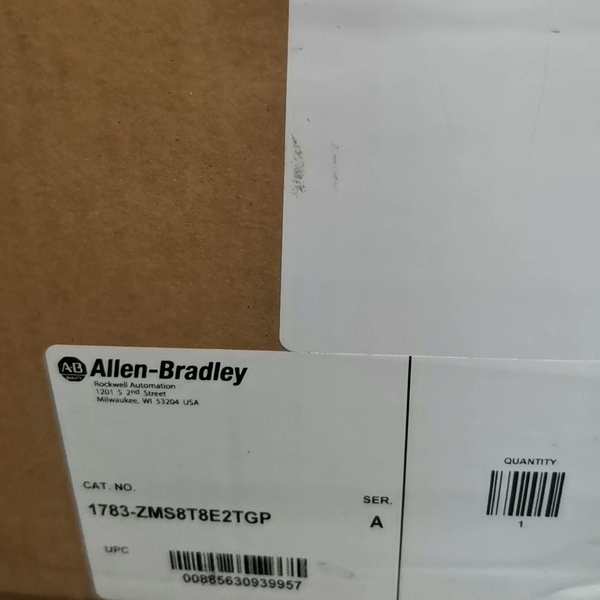 A-B Allen-Bradley
Rockwell Automation
1201 S 2nd Street
Milwaukee, WI 53204 USA
QUANTITY
1
CAT. NO.
1783-ZMS8T8E2TGP
SER.
A
UPC
00885630939957